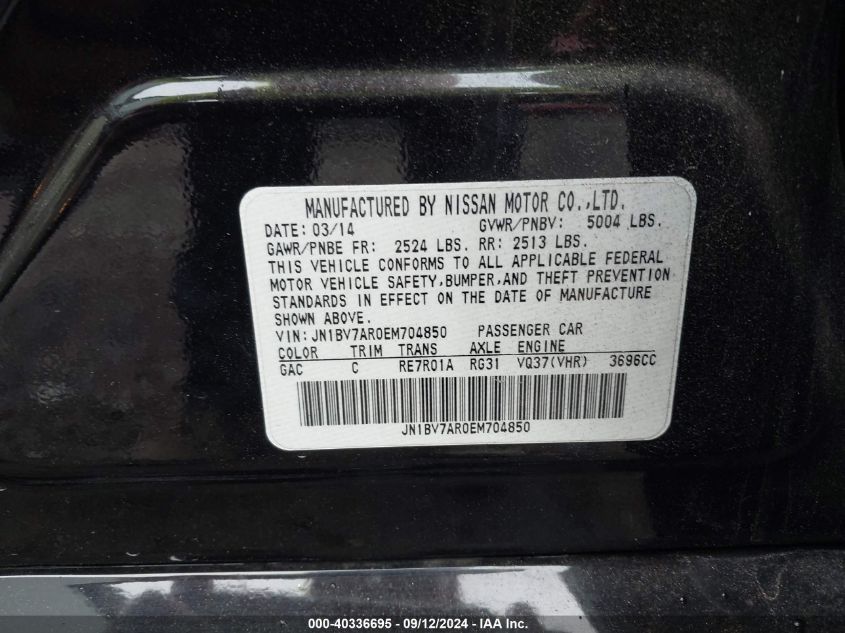 MANUFACTURED BY NISSAN MOTOR CO.,LTD.
DATE: 03/14 GVWR/PNBV: 5004 LBS.
GAWR/PNBE FR: 2524 LBS. RR: 2513 LBS.
THIS VEHICLE CONFORMS TO ALL APPLICABLE FEDERAL
MOTOR VEHICLE SAFETY,BUMPER,AND THEFT PREVENTION
STANDARDS IN EFFECT ON THE DATE OF MANUFACTURE
SHOWN ABOVE.
VIN: JN1BV7AR0EM704850 PASSENGER CAR
COLOR TRIM TRANS AXLE ENGINE
GAC C RE7R01A RG31 VQ37(VHR) 3696CC
JN1BV7AR0EM704850
000-40336695 - 09/12/2024 - IAA Inc.